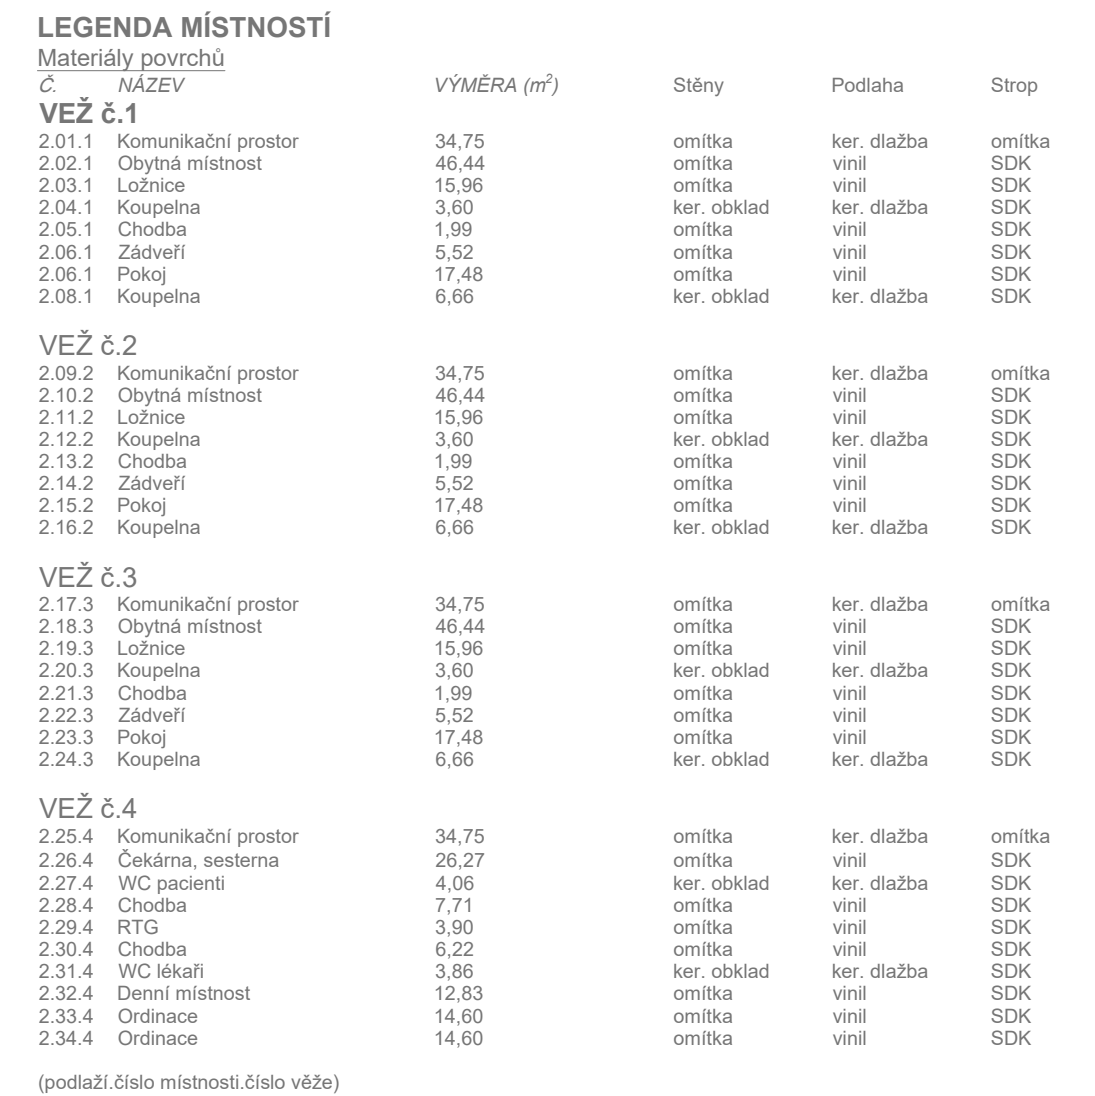 LEGENDA MÍSTNOSTÍ
Materiály povrchů
Č. NÁZEV VÝMĚRA (m²) Stěny Podlaha Strop
VEŽ č.1
2.01.1 Komunikační prostor 34,75 omítka ker. dlažba omítka
2.02.1 Obytná místnost 46,44 omítka vinil SDK
2.03.1 Ložnice 15,96 omítka vinil SDK
2.04.1 Koupelna 3,60 ker. obklad ker. dlažba SDK
2.05.1 Chodba 1,99 omítka vinil SDK
2.06.1 Zádveří 5,52 omítka vinil SDK
2.06.1 Pokoj 17,48 omítka vinil SDK
2.08.1 Koupelna 6,66 ker. obklad ker. dlažba SDK
VEŽ č.2
2.09.2 Komunikační prostor 34,75 omítka ker. dlažba omítka
2.10.2 Obytná místnost 46,44 omítka vinil SDK
2.11.2 Ložnice 15,96 omítka vinil SDK
2.12.2 Koupelna 3,60 ker. obklad ker. dlažba SDK
2.13.2 Chodba 1,99 omítka vinil SDK
2.14.2 Zádveří 5,52 omítka vinil SDK
2.15.2 Pokoj 17,48 omítka vinil SDK
2.16.2 Koupelna 6,66 ker. obklad ker. dlažba SDK
VEŽ č.3
2.17.3 Komunikační prostor 34,75 omítka ker. dlažba omítka
2.18.3 Obytná místnost 46,44 omítka vinil SDK
2.19.3 Ložnice 15,96 omítka vinil SDK
2.20.3 Koupelna 3,60 ker. obklad ker. dlažba SDK
2.21.3 Chodba 1,99 omítka vinil SDK
2.22.3 Zádveří 5,52 omítka vinil SDK
2.23.3 Pokoj 17,48 omítka vinil SDK
2.24.3 Koupelna 6,66 ker. obklad ker. dlažba SDK
VEŽ č.4
2.25.4 Komunikační prostor 34,75 omítka ker. dlažba omítka
2.26.4 Čekárna, sesterna 26,27 omítka vinil SDK
2.27.4 WC pacienti 4,06 ker. obklad ker. dlažba SDK
2.28.4 Chodba 7,71 omítka vinil SDK
2.29.4 RTG 3,90 omítka vinil SDK
2.30.4 Chodba 6,22 omítka vinil SDK
2.31.4 WC lékaři 3,86 ker. obklad ker. dlažba SDK
2.32.4 Denní místnost 12,83 omítka vinil SDK
2.33.4 Ordinace 14,60 omítka vinil SDK
2.34.4 Ordinace 14,60 omítka vinil SDK
(podlaží.číslo místnosti.číslo věže)